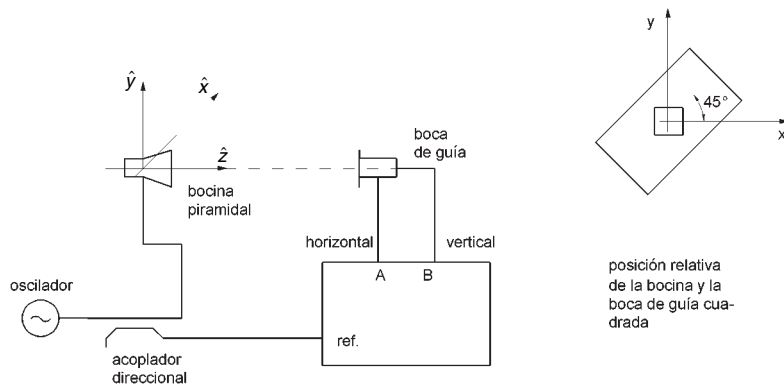 ŷ
x̂
ẑ
bocina
piramidal
boca
de guía
horizontal
vertical
A
B
oscilador
ref.
acoplador
direccional
y
45°
x
posición relativa
de la bocina y la
boca de guía cua-
drada